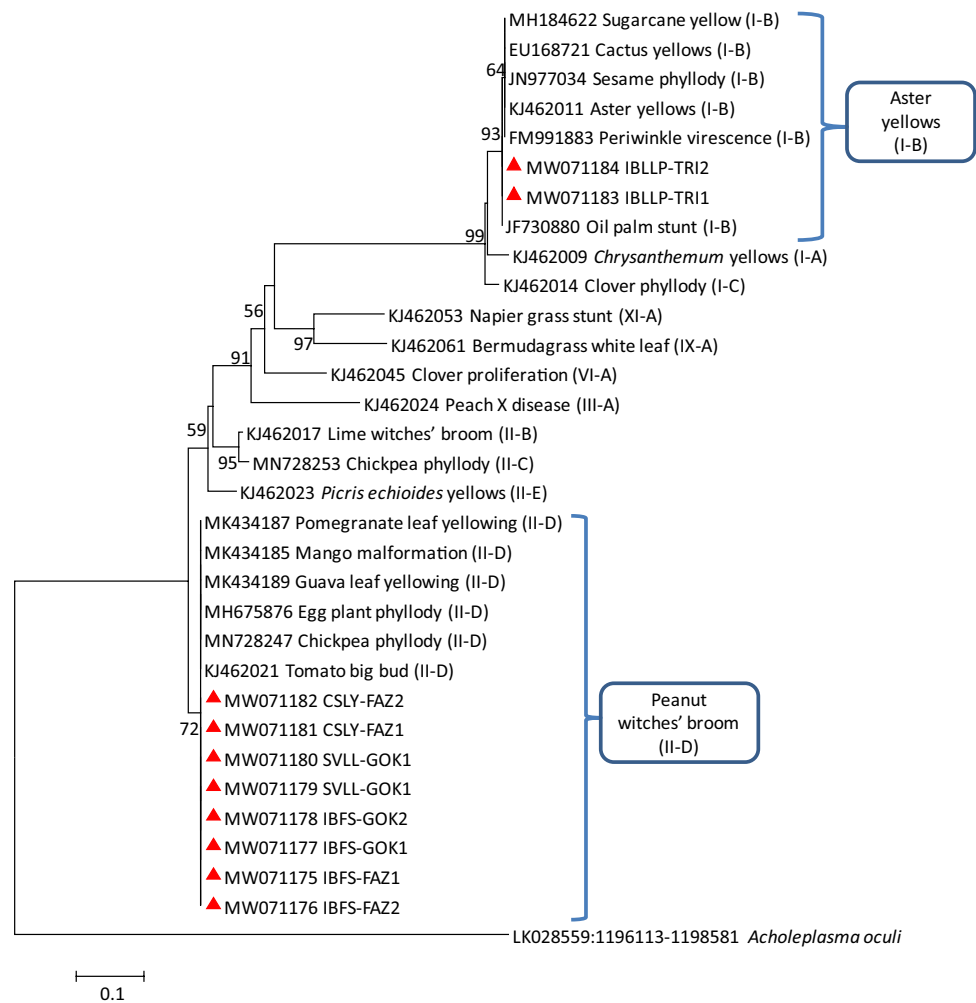 MH184622 Sugarcane yellow (I-B)
EU168721 Cactus yellows (I-B)
64
JN977034 Sesame phyllody (I-B)
KJ462011 Aster yellows (I-B)
Aster
yellows
(I-B)
93
FM991883 Periwinkle virescence (I-B)
MW071184 IBLLP-TRI2
MW071183 IBLLP-TRI1
JF730880 Oil palm stunt (I-B)
99
KJ462009 Chrysanthemum yellows (I-A)
KJ462014 Clover phyllody (I-C)
56
KJ462053 Napier grass stunt (XI-A)
97
KJ462061 Bermudagrass white leaf (IX-A)
91
KJ462045 Clover proliferation (VI-A)
KJ462024 Peach X disease (III-A)
59
KJ462017 Lime witches’ broom (II-B)
95
MN728253 Chickpea phyllody (II-C)
KJ462023 Picris echioides yellows (II-E)
MK434187 Pomegranate leaf yellowing (II-D)
MK434185 Mango malformation (II-D)
MK434189 Guava leaf yellowing (II-D)
MH675876 Egg plant phyllody (II-D)
MN728247 Chickpea phyllody (II-D)
KJ462021 Tomato big bud (II-D)
MW071182 CSLY-FAZ2
72
MW071181 CSLY-FAZ1
Peanut
witches’ broom
(II-D)
MW071180 SVLL-GOK1
MW071179 SVLL-GOK1
MW071178 IBFS-GOK2
MW071177 IBFS-GOK1
MW071175 IBFS-FAZ1
MW071176 IBFS-FAZ2
LK028559:1196113-1198581 Acholeplasma oculi
0.1